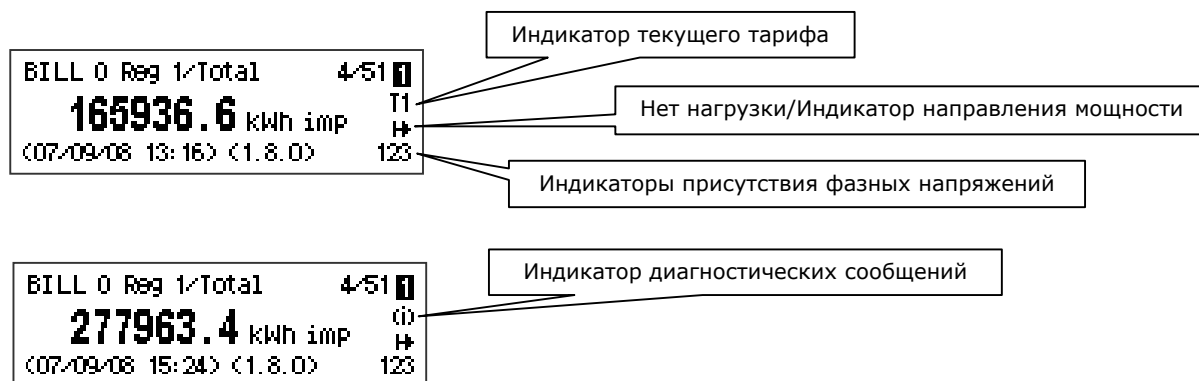 Индикатор текущего тарифа
BILL 0 Reg 1/Total 4/51 1
T1
165936.6 kWh imp
Нет нагрузки/Индикатор направления мощности
(07/09/08 13:16) (1.8.0) 123
Индикаторы присутствия фазных напряжений
Индикатор диагностических сообщений
BILL 0 Reg 1/Total 4/51 1
(i)
277963.4 kWh imp
(07/09/08 15:24) (1.8.0) 123